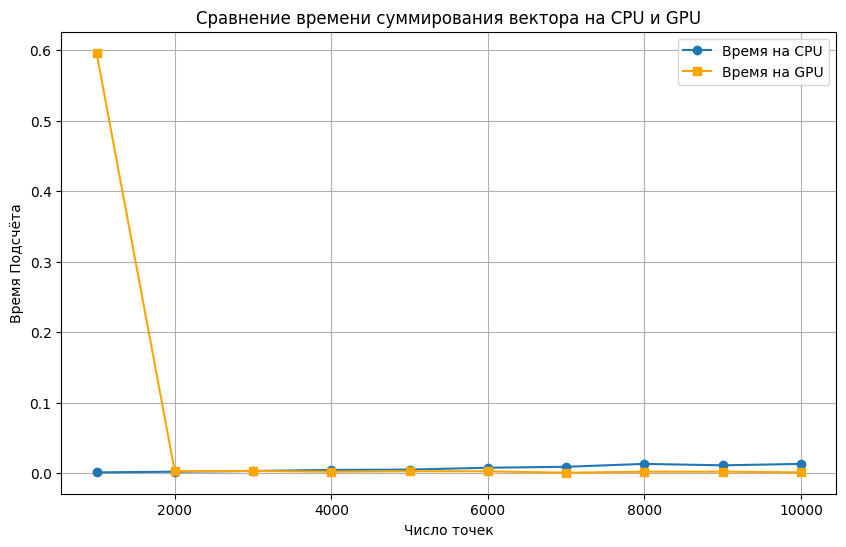 Сравнение времени суммирования вектора на CPU и GPU
Время на CPU
Время на GPU
Время Подсчёта
0.6
0.5
0.4
0.3
0.2
0.1
0.0
2000
4000
6000
8000
10000
Число точек